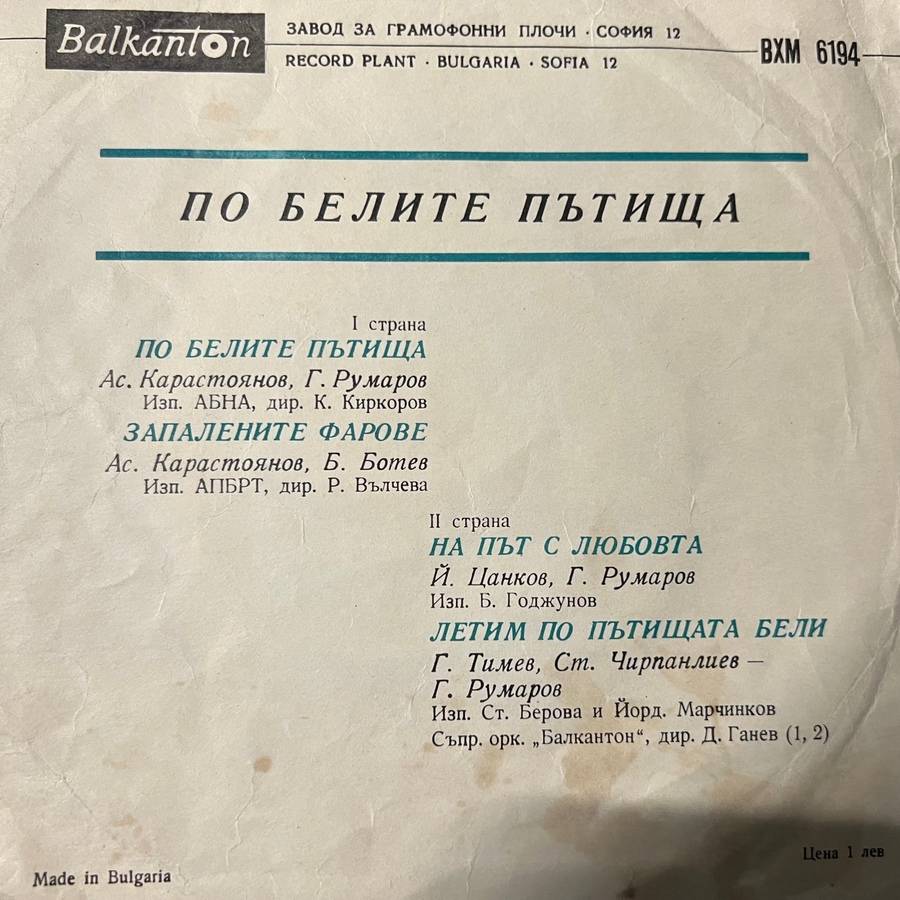 Balkanton
ЗАВОД ЗА ГРАМОФОННИ ПЛОЧИ · СОФИЯ 12
RECORD PLANT · BULGARIA · SOFIA 12
ВХМ 6194
ПО БЕЛИТЕ ПЪТИЩА
I страна
ПО БЕЛИТЕ ПЪТИЩА
Ас. Карастоянов, Г. Румаров
Изп. АБНА, дир. К. Киркоров
ЗАПАЛЕНИТЕ ФАРОВЕ
Ас. Карастоянов, Б. Ботев
Изп. АПБРТ, дир. Р. Вълчева
II страна
НА ПЪТ С ЛЮБОВТА
Й. Цанков, Г. Румаров
Изп. Б. Годжунов
ЛЕТИМ ПО ПЪТИЩАТА БЕЛИ
Г. Тимев, Ст. Чирпанлиев —
Г. Румаров
Изп. Ст. Берова и Йорд. Марчинков
Съпр. орк. „Балкантон“, дир. Д. Ганев (1, 2)
Цена 1 лев
Made in Bulgaria